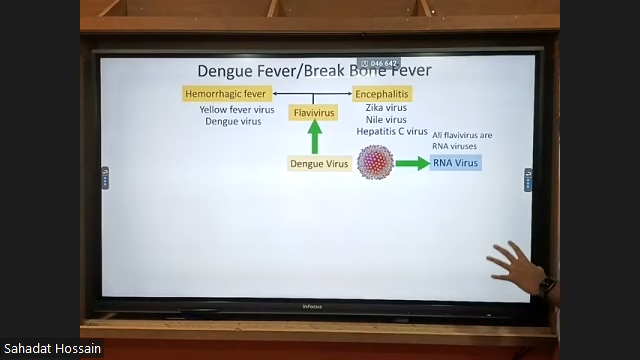 Dengue Fever/Break Bone Fever
046 642
Hemorrhagic fever
Encephalitis
Yellow fever virus
Dengue virus
Flavivirus
Zika virus
Nile virus
Hepatitis C virus
All flavivirus are
RNA viruses
Dengue Virus
RNA Virus
InFocus
Sahadat Hossain